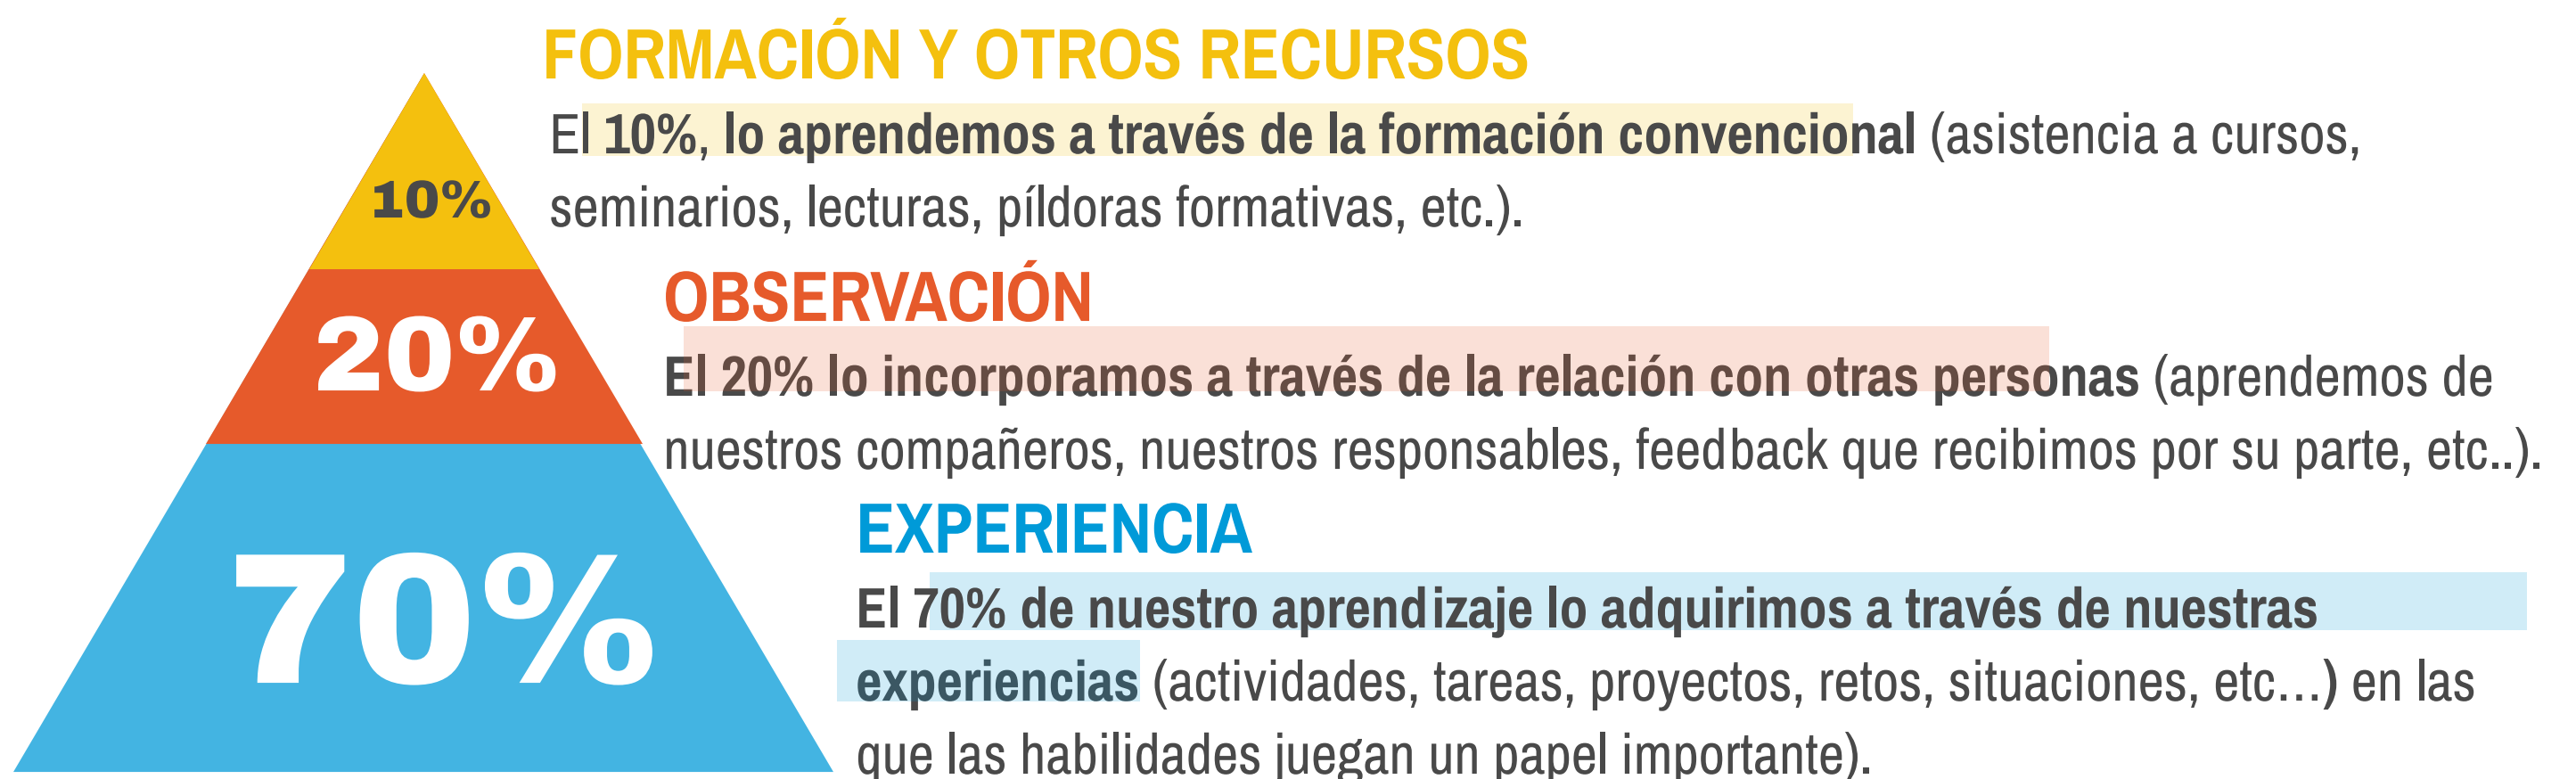 FORMACIÓN Y OTROS RECURSOS
El 10%, lo aprendemos a través de la formación convencional (asistencia a cursos,
seminarios, lecturas, píldoras formativas, etc.).
10%
OBSERVACIÓN
El 20% lo incorporamos a través de la relación con otras personas (aprendemos de
nuestros compañeros, nuestros responsables, feedback que recibimos por su parte, etc..).
20%
EXPERIENCIA
El 70% de nuestro aprendizaje lo adquirimos a través de nuestras
experiencias (actividades, tareas, proyectos, retos, situaciones, etc…) en las
que las habilidades juegan un papel importante).
70%